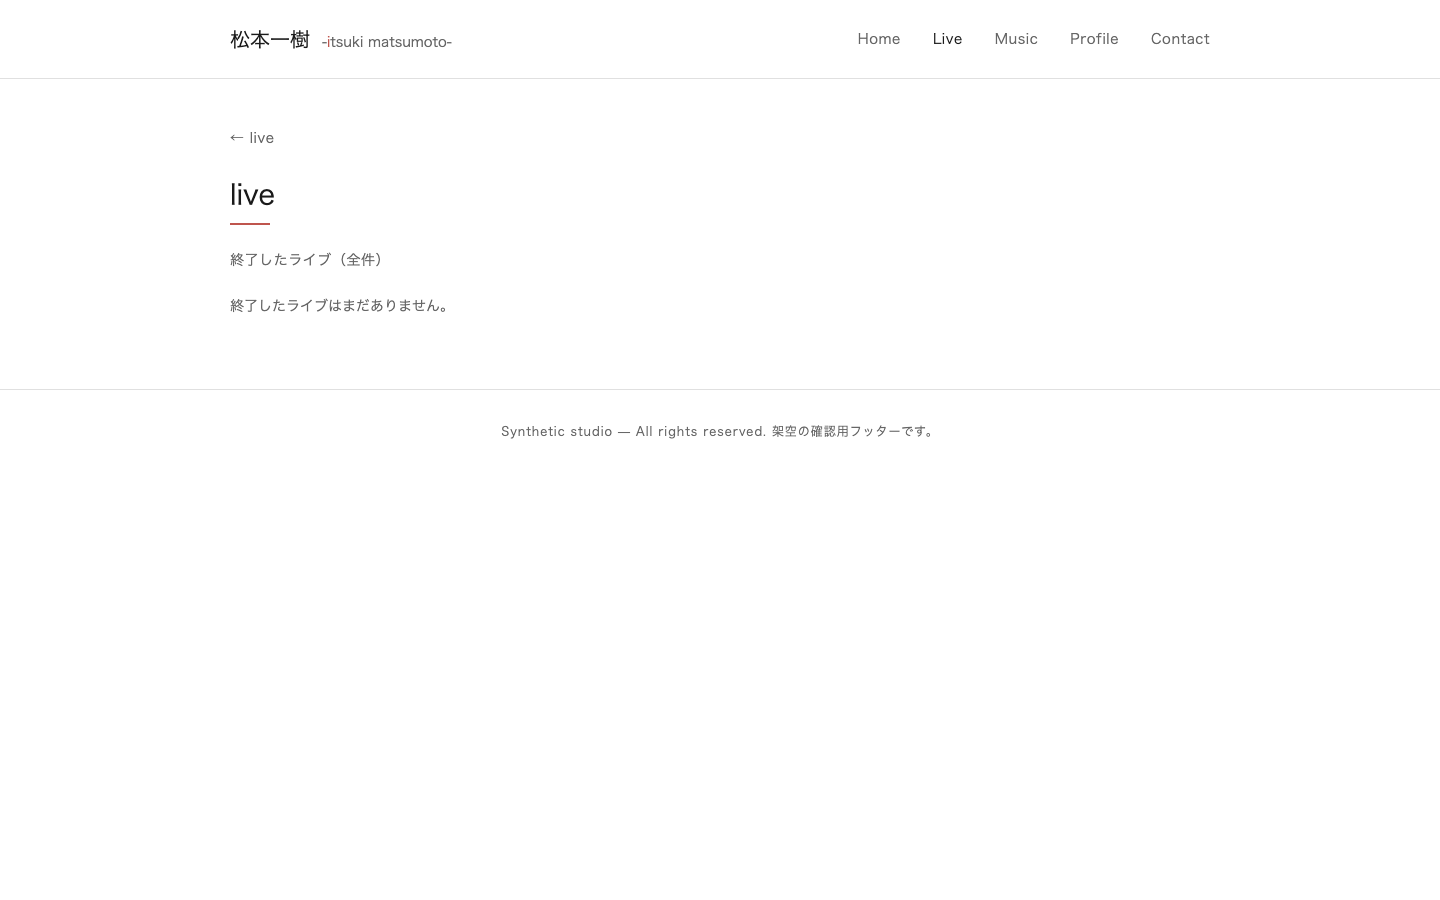 松本一樹 -itsuki matsumoto-
Home Live Music Profile Contact
← live
live
終了したライブ（全件）
終了したライブはまだありません。
Synthetic studio — All rights reserved. 架空の確認用フッターです。